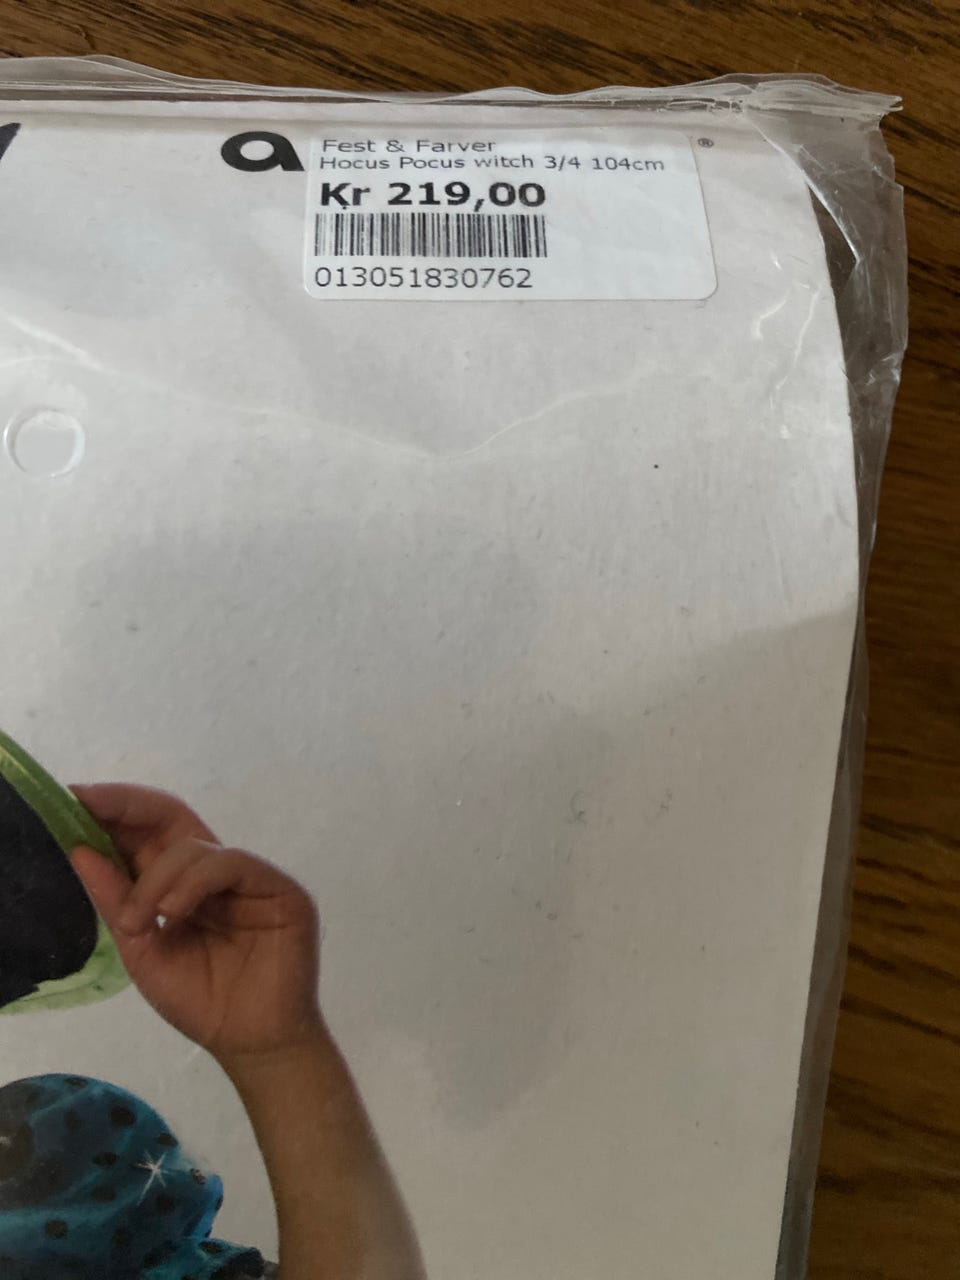 a
Fest & Farver
Hocus Pocus witch 3/4 104cm
Kr 219,00
013051830762
®